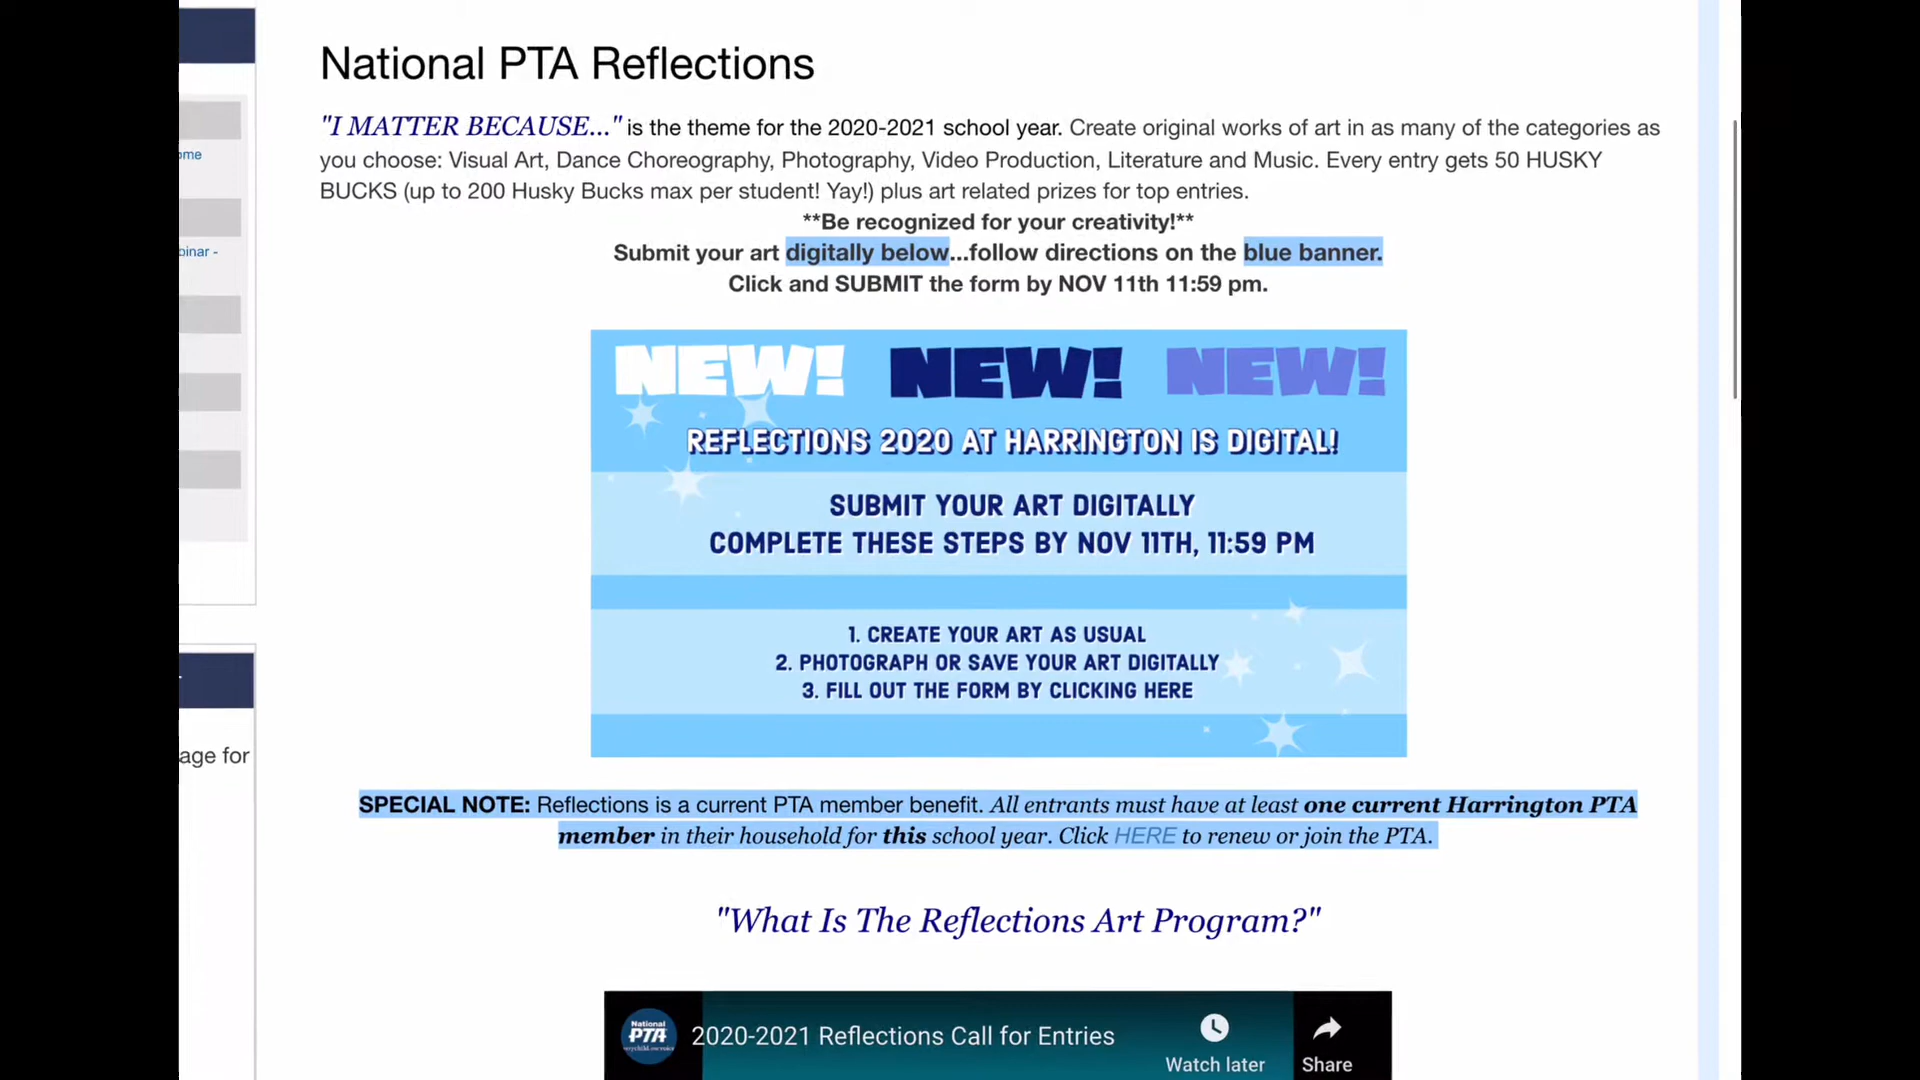 National PTA Reflections
"I MATTER BECAUSE..." is the theme for the 2020-2021 school year. Create original works of art in as many of the categories as
you choose: Visual Art, Dance Choreography, Photography, Video Production, Literature and Music. Every entry gets 50 HUSKY
BUCKS (up to 200 Husky Bucks max per student! Yay!) plus art related prizes for top entries.
**Be recognized for your creativity!**
Submit your art digitally below...follow directions on the blue banner.
Click and SUBMIT the form by NOV 11th 11:59 pm.
NEW! NEW! NEW!
REFLECTIONS 2020 AT HARRINGTON IS DIGITAL!
SUBMIT YOUR ART DIGITALLY
COMPLETE THESE STEPS BY NOV 11TH, 11:59 PM
1. CREATE YOUR ART AS USUAL
2. PHOTOGRAPH OR SAVE YOUR ART DIGITALLY
3. FILL OUT THE FORM BY CLICKING HERE
age for
SPECIAL NOTE: Reflections is a current PTA member benefit. All entrants must have at least one current Harrington PTA
member in their household for this school year. Click HERE to renew or join the PTA.
"What Is The Reflections Art Program?"
National
PTA
2020-2021 Reflections Call for Entries
Watch later
Share